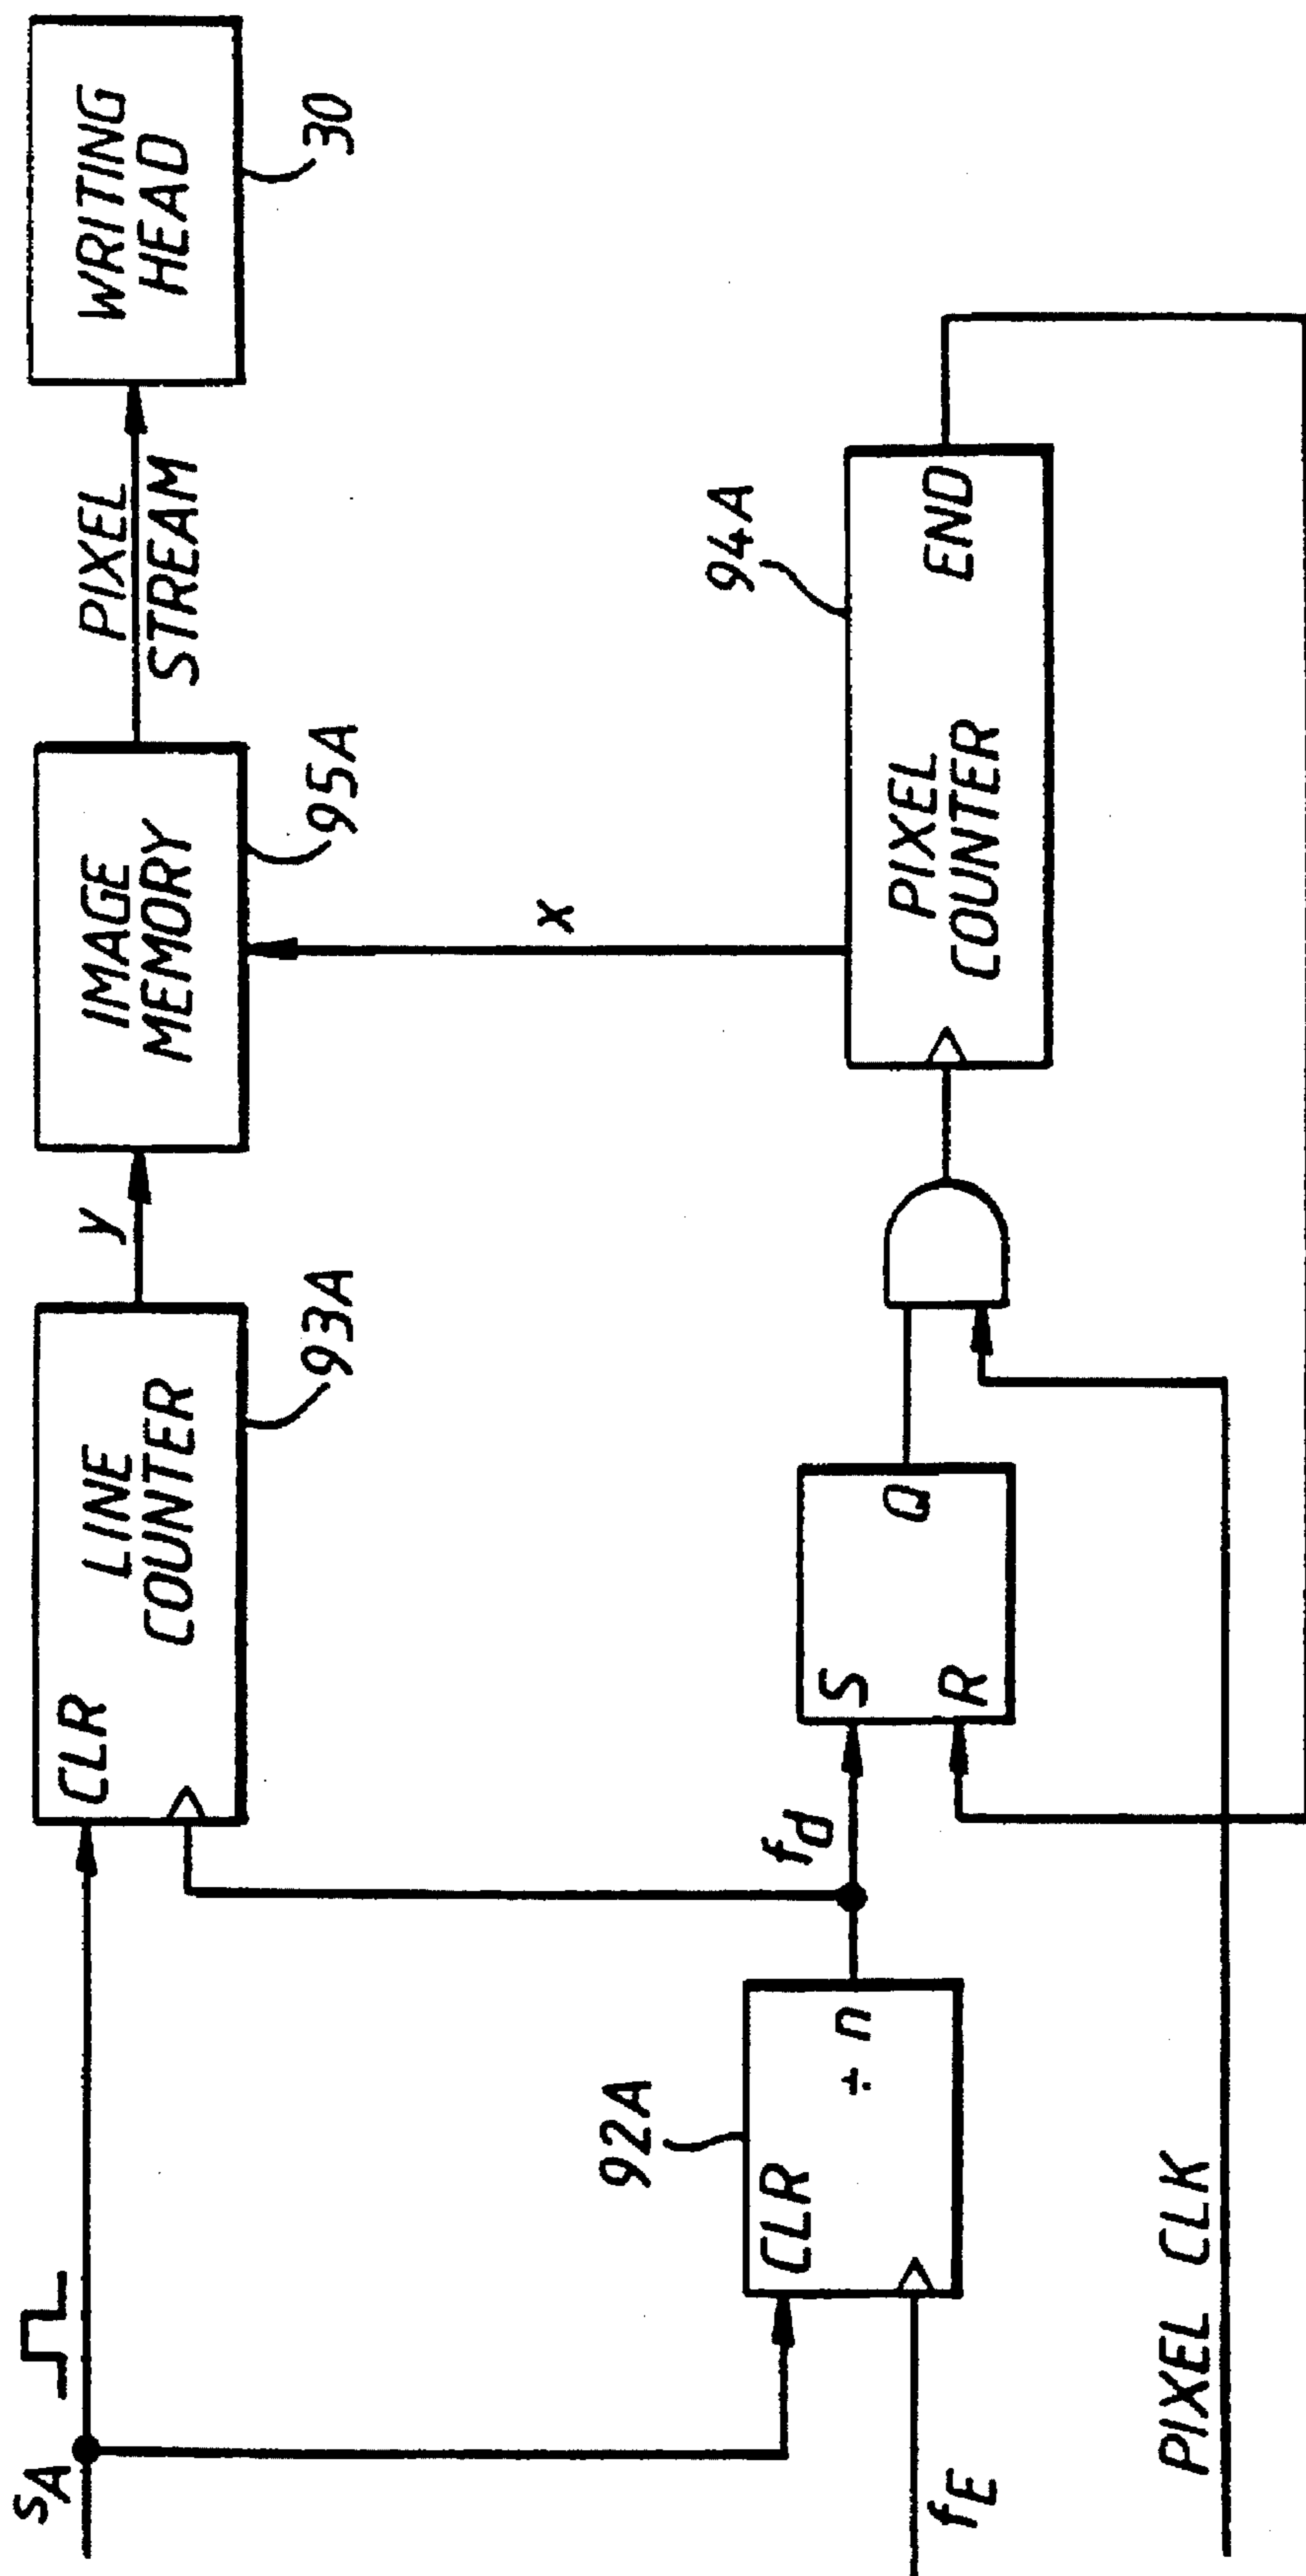 s_A
CLR
LINE
COUNTER
93A
y
IMAGE
MEMORY
95A
PIXEL
STREAM
WRITING
HEAD
30
x
92A
CLR
÷ n
f_E
f_d
S
R
Q
94A
PIXEL
COUNTER
END
PIXEL CLK